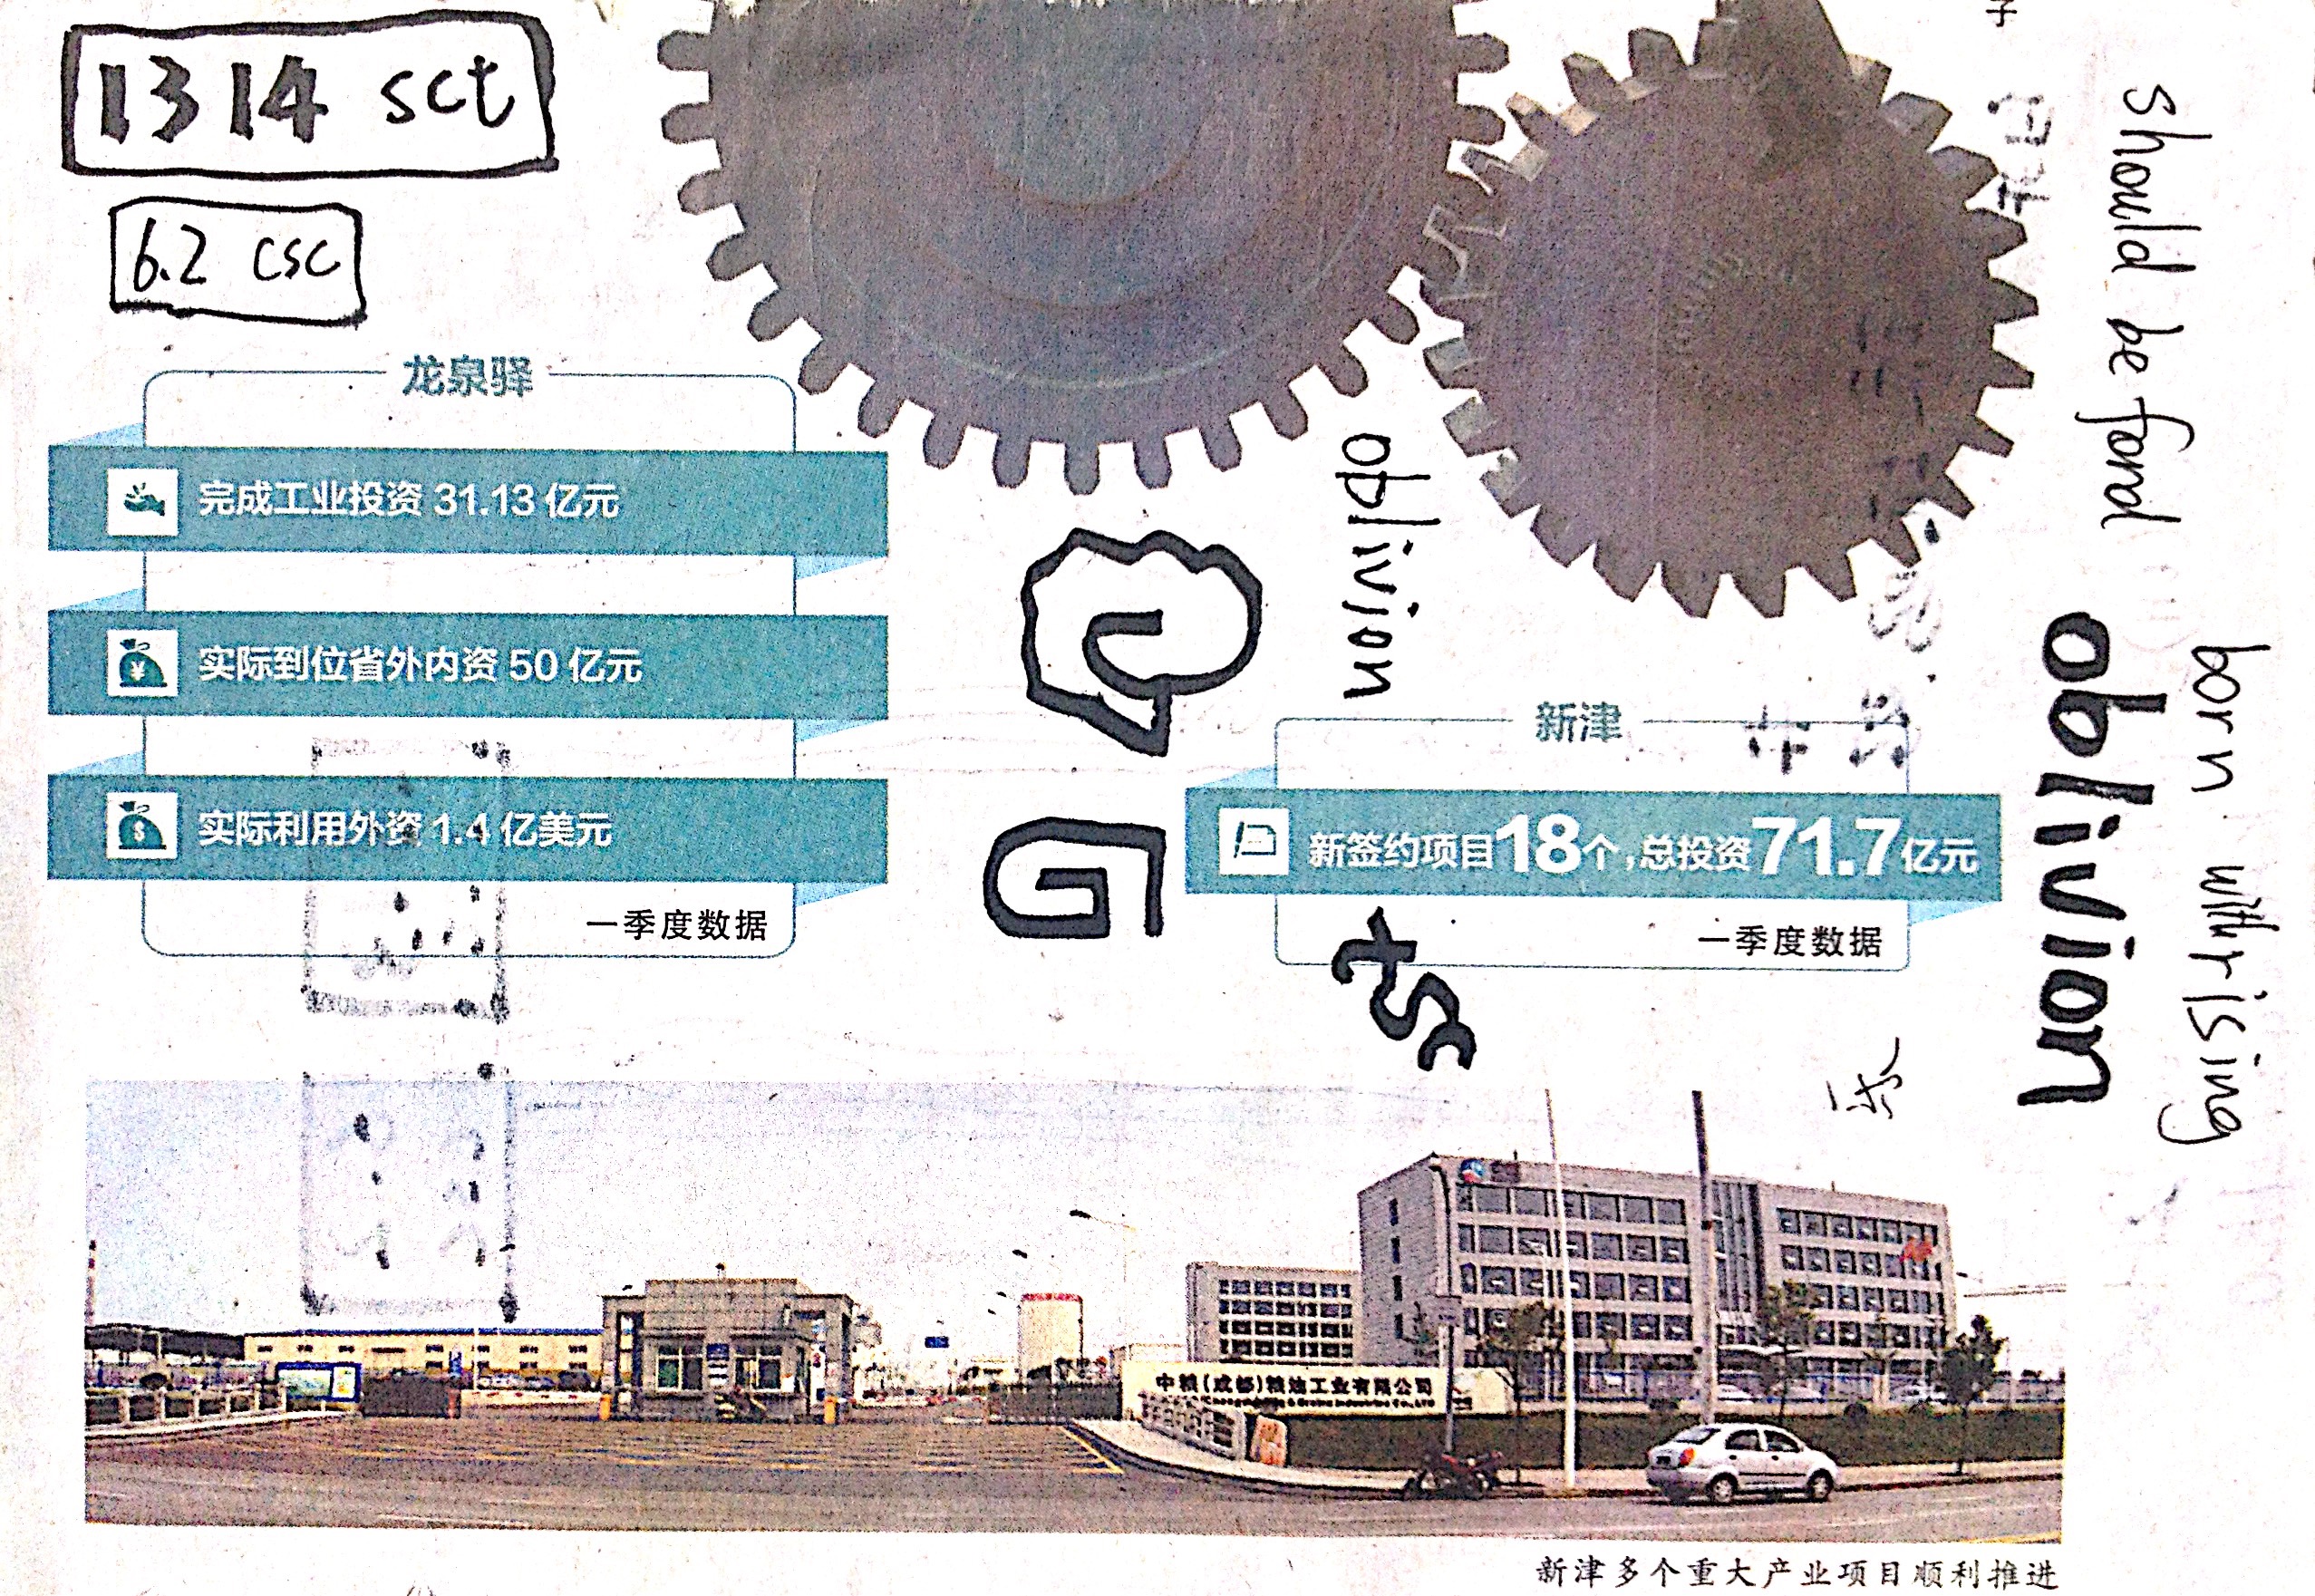 1314 sct
6.2 csc
龙泉驿
完成工业投资 31.13 亿元
实际到位省外内资 50 亿元
实际利用外资 1.4 亿美元
一季度数据
oblivion
新津
新签约项目18个，总投资71.7亿元
一季度数据
sct
should be fond
oblivion
born with rising
中粮(成都)粮油工业有限公司
新津多个重大产业项目顺利推进